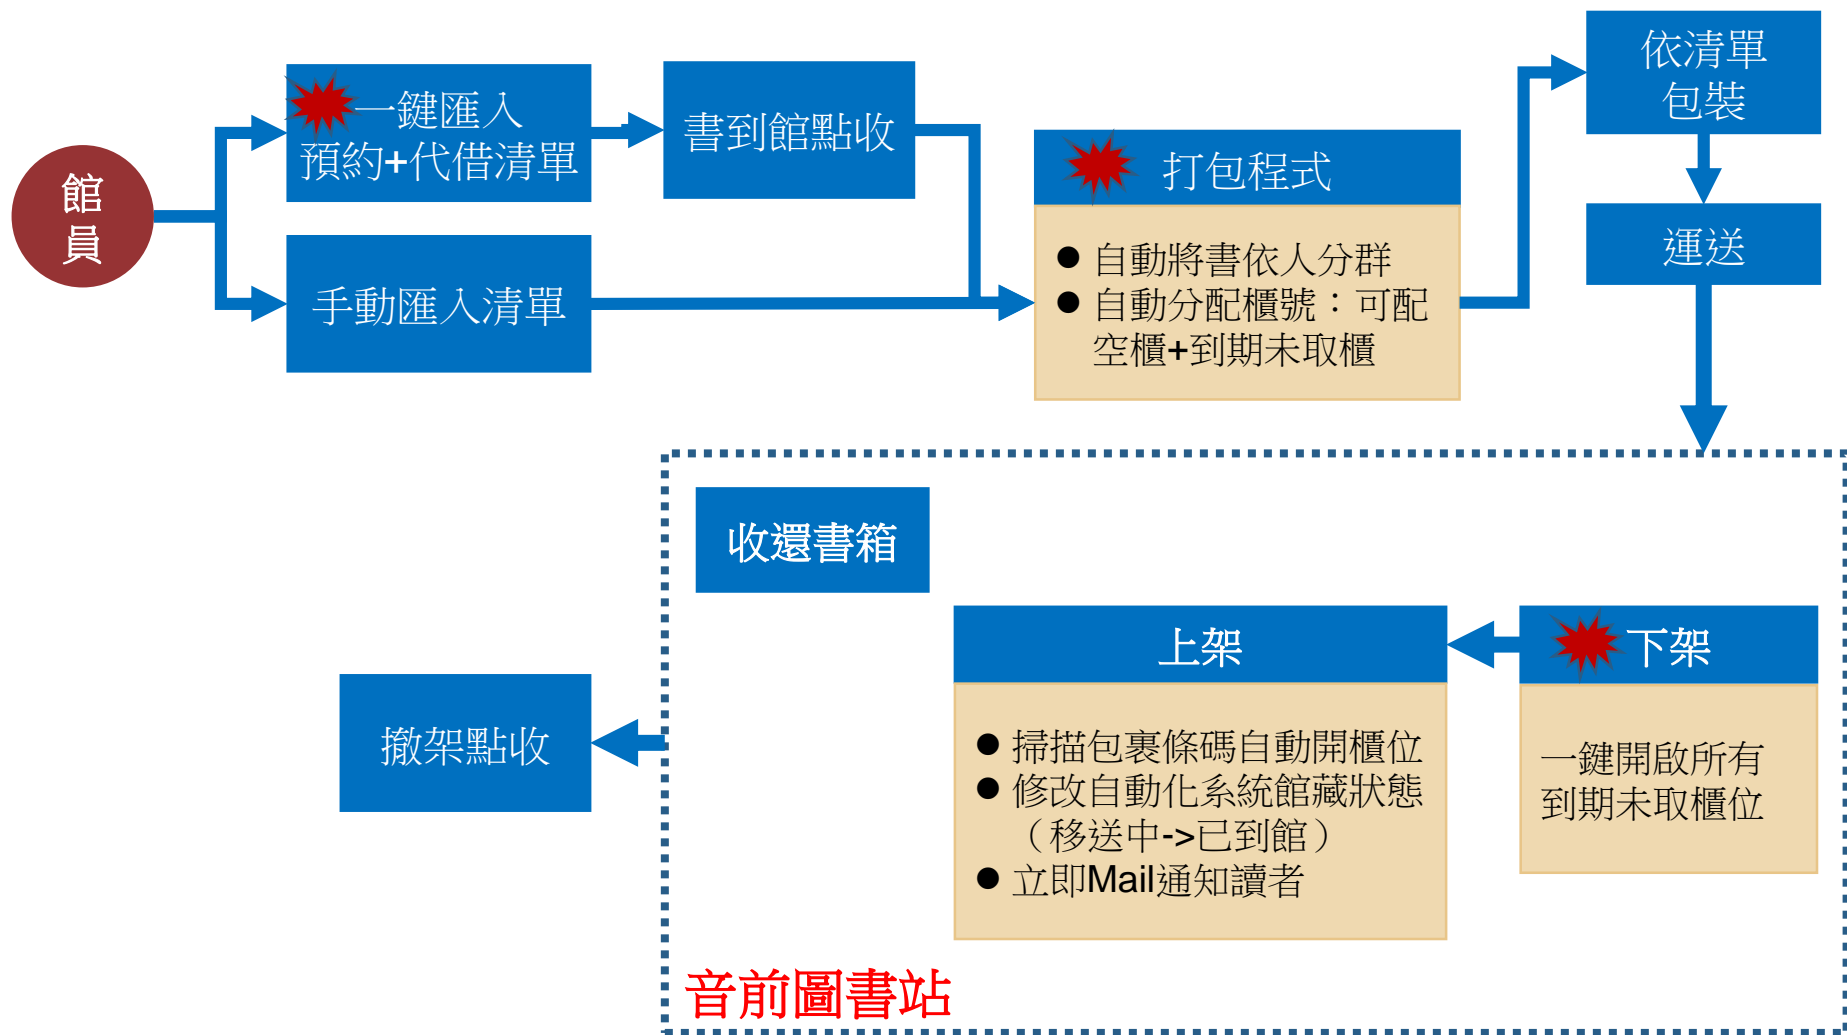 館
員
一鍵匯入
預約+代借清單
手動匯入清單
書到館點收
打包程式
● 自動將書依人分群
● 自動分配櫃號：可配
空櫃+到期未取櫃
依清單
包裝
運送
收還書箱
下架
一鍵開啟所有
到期未取櫃位
上架
● 掃描包裹條碼自動開櫃位
● 修改自動化系統館藏狀態
（移送中->已到館）
● 立即Mail通知讀者
音前圖書站
撤架點收